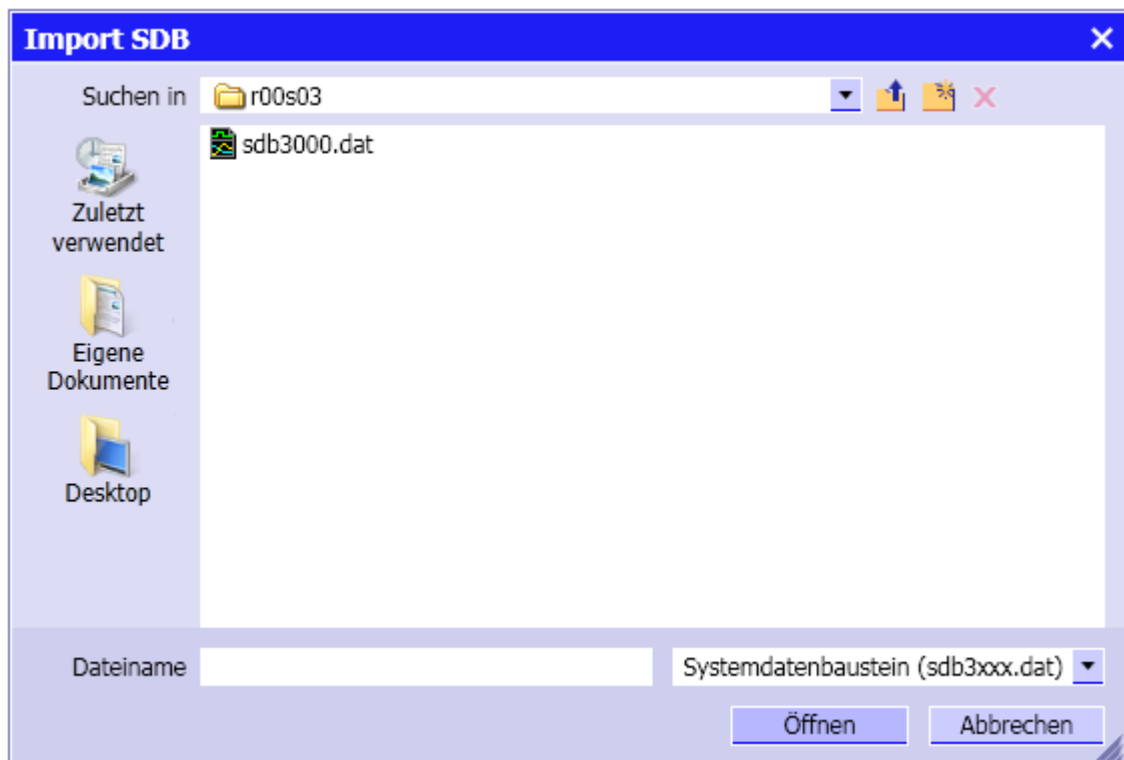 Import SDB
Suchen in r00s03
sdb3000.dat
Zuletzt
verwendet
Eigene
Dokumente
Desktop
Dateiname Systemdatenbaustein (sdb3xxx.dat)
Öffnen Abbrechen